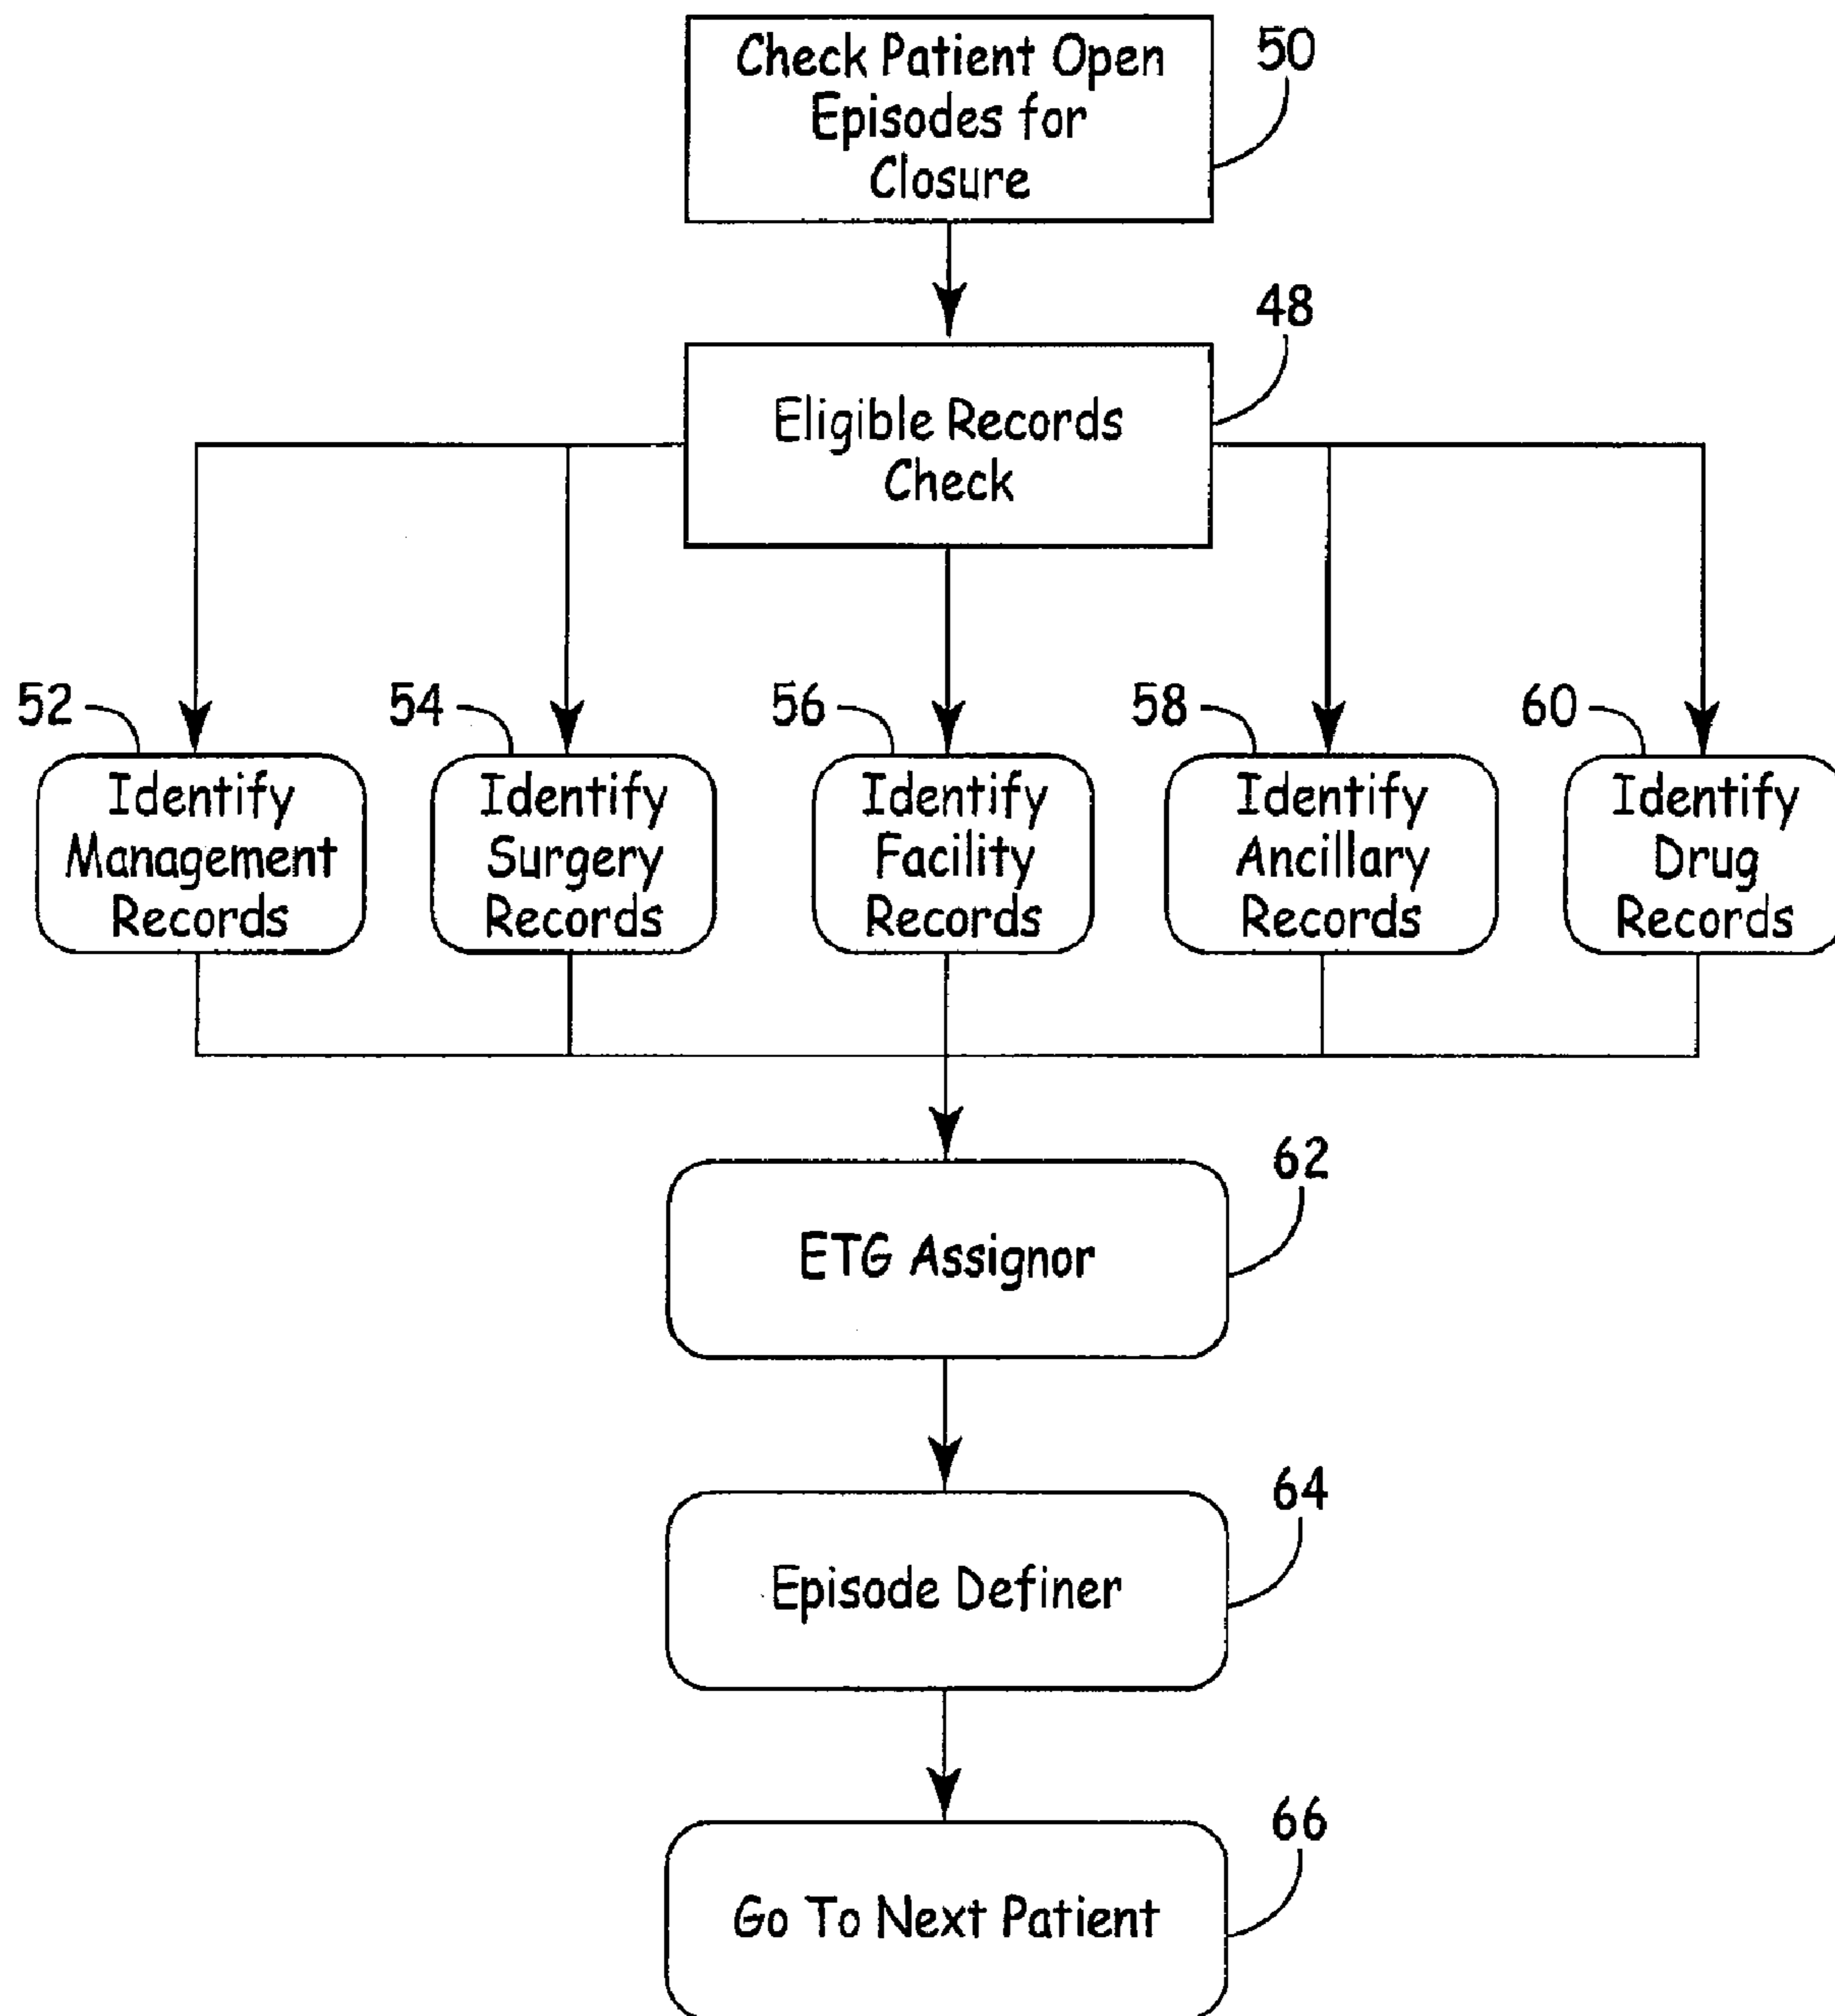 Check Patient Open
Episodes for
Closure
50
Eligible Records
Check
48
52
Identify
Management
Records
54
Identify
Surgery
Records
56
Identify
Facility
Records
58
Identify
Ancillary
Records
60
Identify
Drug
Records
ETG Assignor
62
Episode Definer
64
Go To Next Patient
66